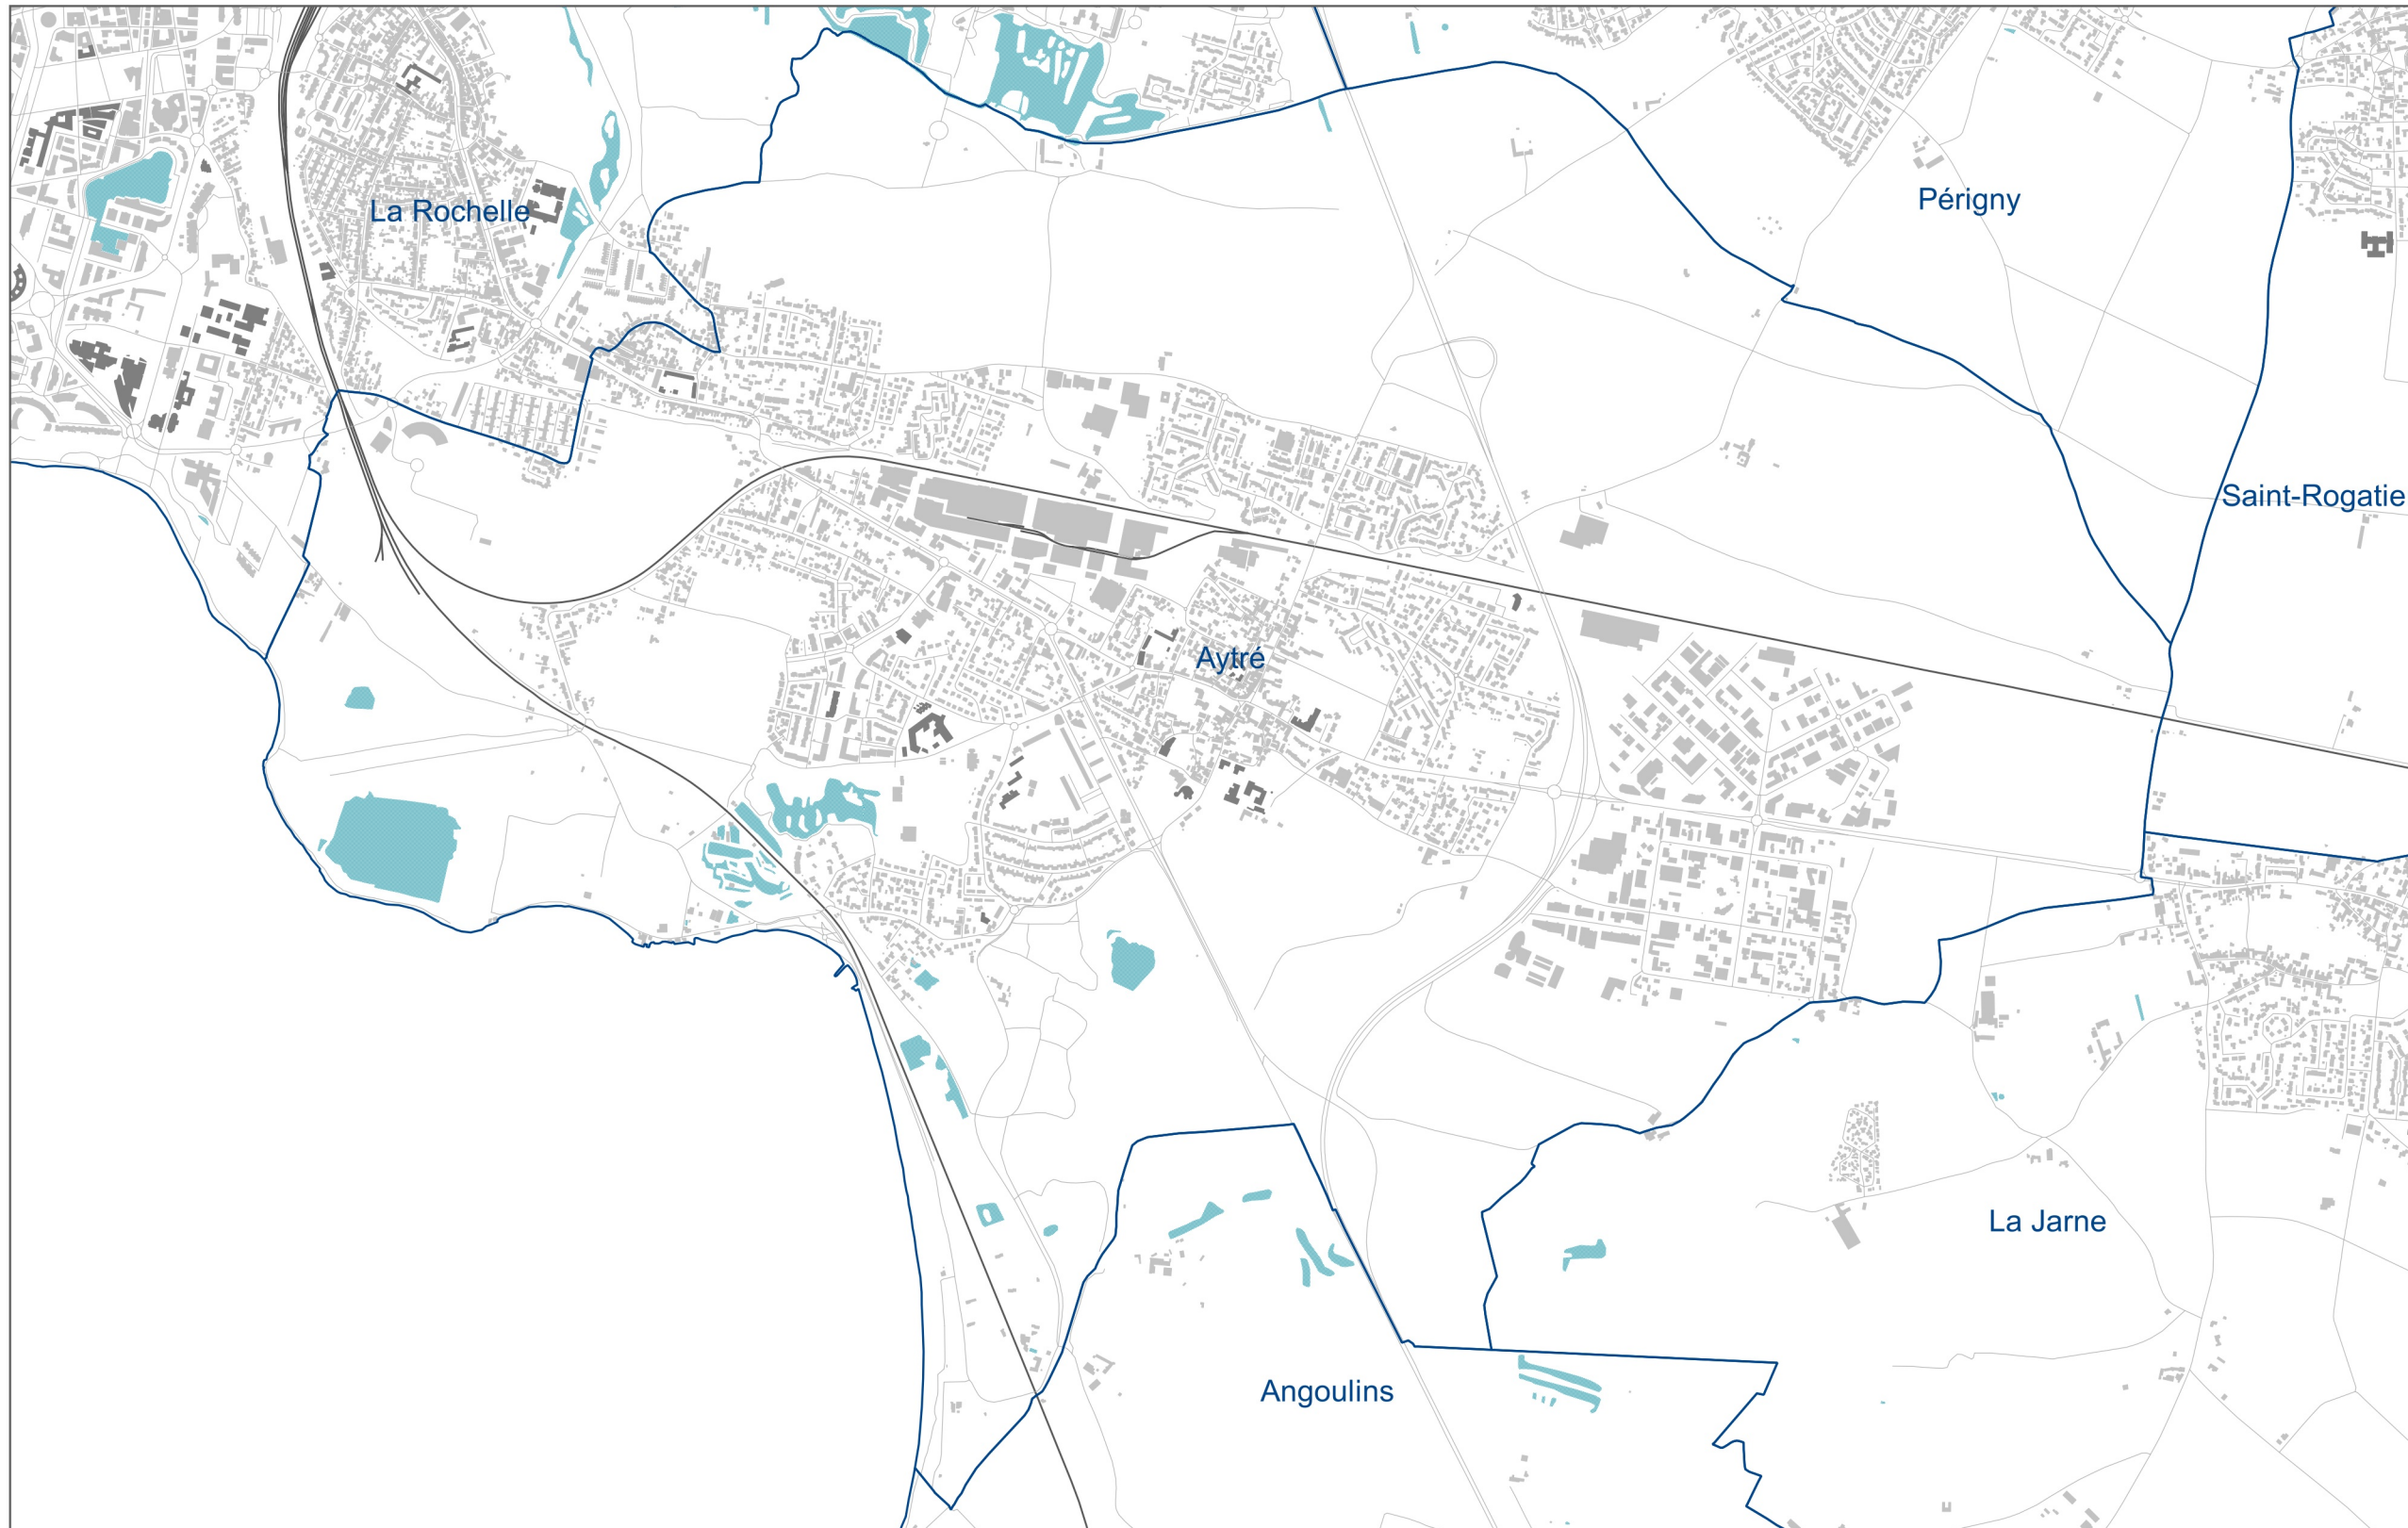 Périgny
La Rochelle
Saint-Rogatie
Aytré
La Jarne
Angoulins